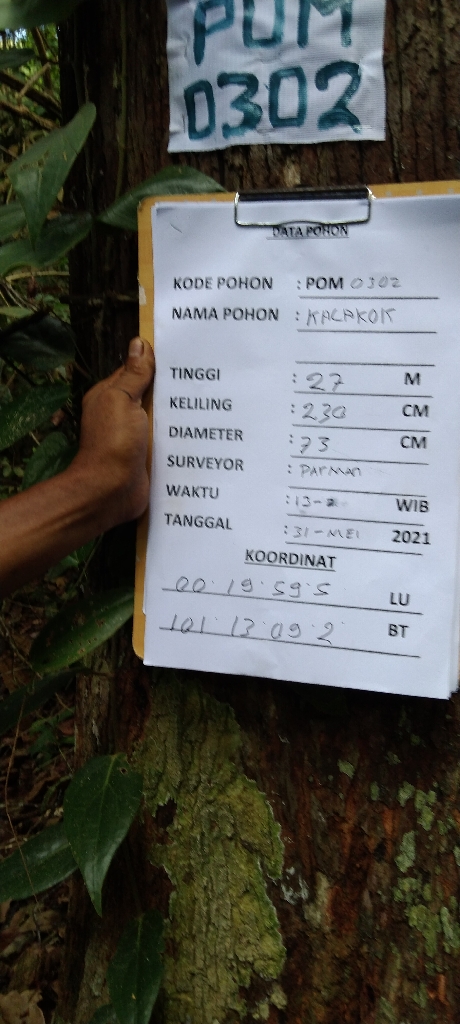 POM
0302
DATA POHON
KODE POHON : POM 0302
NAMA POHON : KALAKOK
TINGGI : 27 M
KELILING : 230 CM
DIAMETER : 73 CM
SURVEYOR : PARMAN
WAKTU : 13- WIB
TANGGAL : 31-MEI 2021
KOORDINAT
00.19.59.5 LU
101.13.09.2 BT